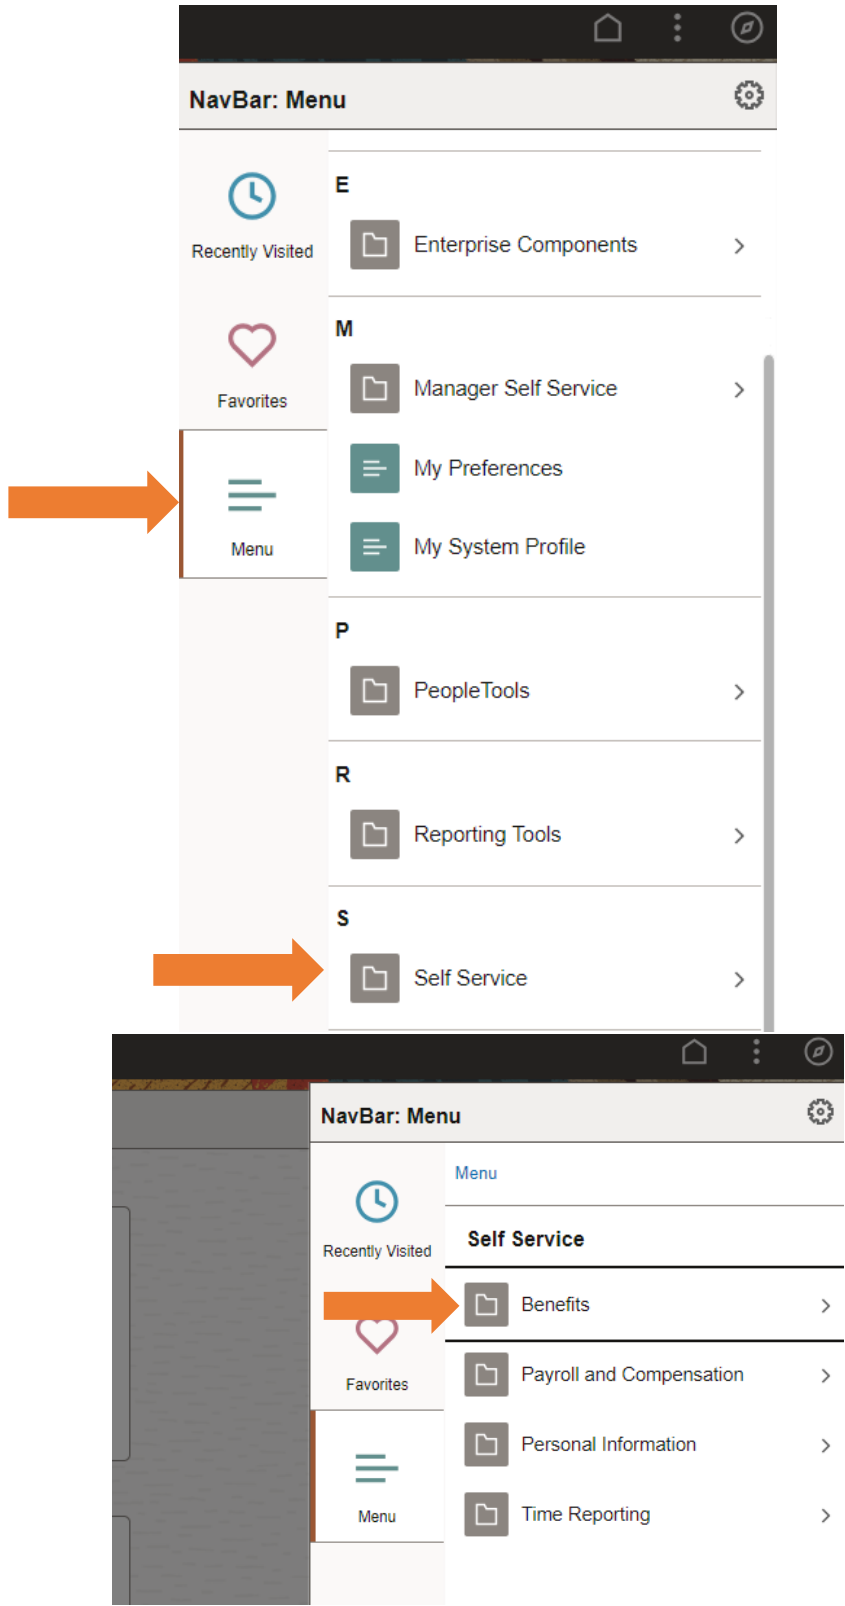 NavBar: Menu
Recently Visited
Favorites
Menu
E
Enterprise Components
M
Manager Self Service
My Preferences
My System Profile
P
PeopleTools
R
Reporting Tools
S
Self Service
NavBar: Menu
Recently Visited
Favorites
Menu
Menu
Self Service
Benefits
Payroll and Compensation
Personal Information
Time Reporting